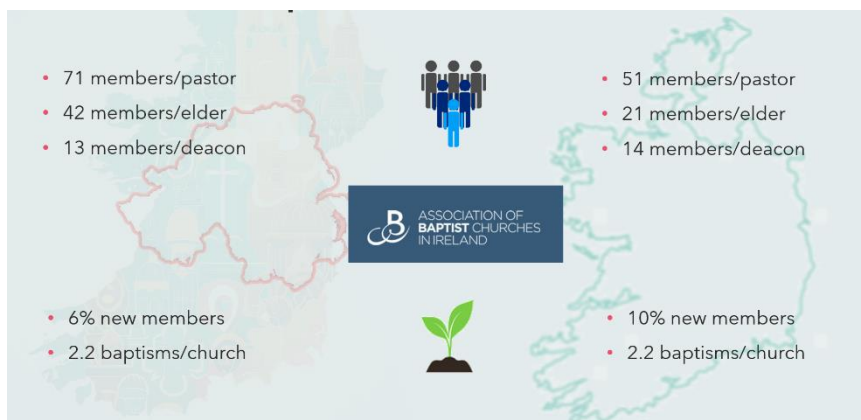 • 71 members/pastor
• 42 members/elder
• 13 members/deacon
• 51 members/pastor
• 21 members/elder
• 14 members/deacon
B
ASSOCIATION OF
BAPTIST CHURCHES
IN IRELAND
• 6% new members
• 2.2 baptisms/church
• 10% new members
• 2.2 baptisms/church